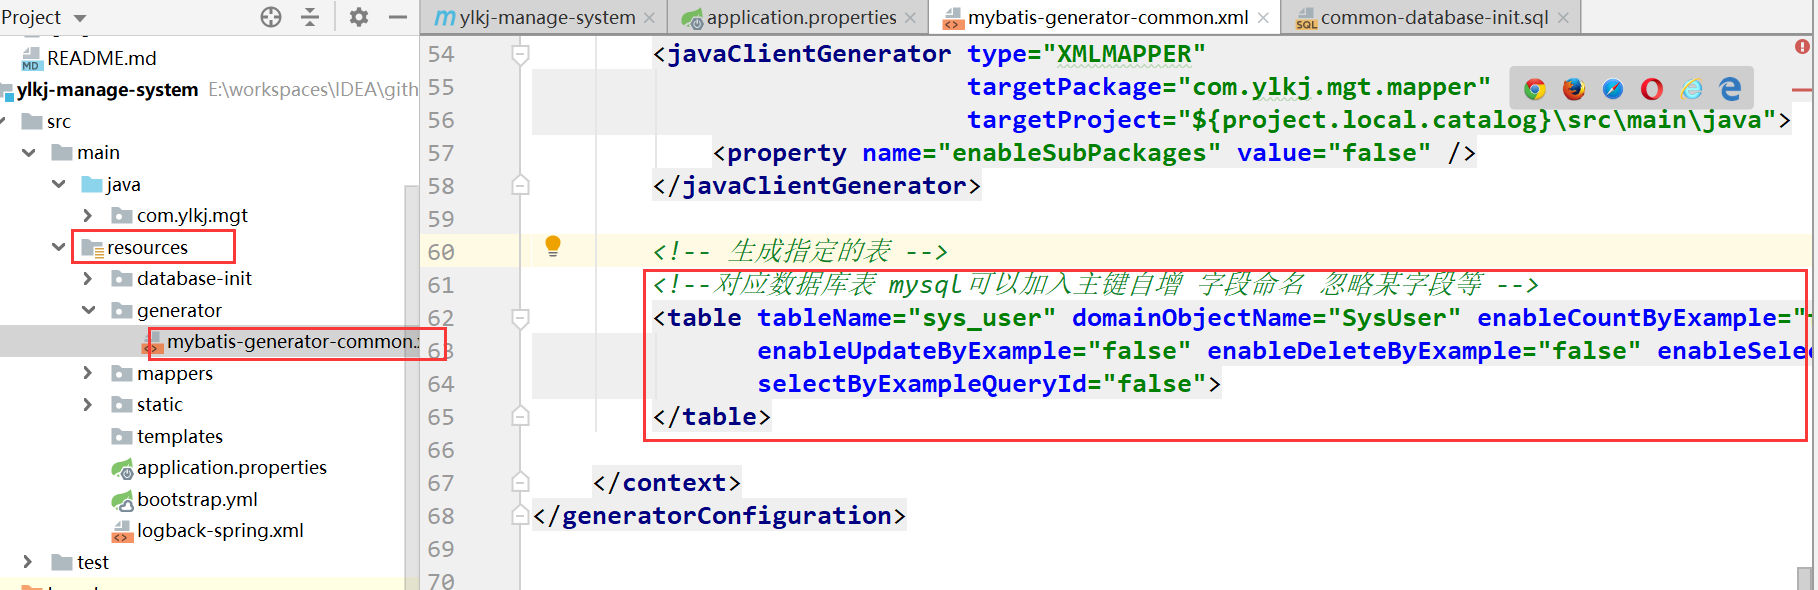 Project
README.md
ylkj-manage-system E:\workspaces\IDEA\gith
src
main
java
com.ylkj.mgt
resources
database-init
generator
mybatis-generator-common.
mappers
static
templates
application.properties
bootstrap.yml
logback-spring.xml
test
ylkj-manage-system
application.properties
mybatis-generator-common.xml
common-database-init.sql
54 <javaClientGenerator type="XMLMAPPER"
55 targetPackage="com.ylkj.mgt.mapper"
56 targetProject="${project.local.catalog}\src\main\java">
57 <property name="enableSubPackages" value="false" />
58 </javaClientGenerator>
59
60 <!-- 生成指定的表 -->
61 <!--对应数据库表 mysql可以加入主键自增 字段命名 忽略某字段等 -->
62 <table tableName="sys_user" domainObjectName="SysUser" enableCountByExample="
63 enableUpdateByExample="false" enableDeleteByExample="false" enableSele
64 selectByExampleQueryId="false">
65 </table>
66
67 </context>
68 </generatorConfiguration>
69
70